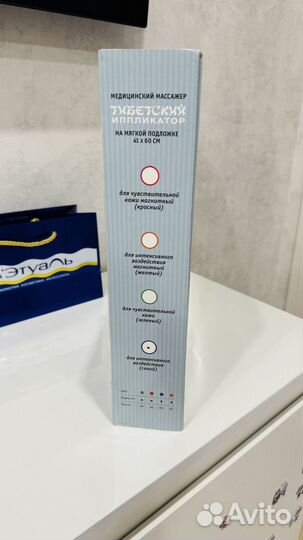 МЕДИЦИНСКИЙ МАССАЖЕР
ТИБЕТСКИЙ
ИППЛИКАТОР
НА МЯГКОЙ ПОДЛОЖКЕ
41 X 60 СМ
для чувствительной
кожи магнитный
(красный)
для интенсивного
воздействия
магнитный
(желтый)
для чувствительной
кожи
(зеленый)
для интенсивного
воздействия
(синий)
Л'ЭТУАЛЬ
Avito